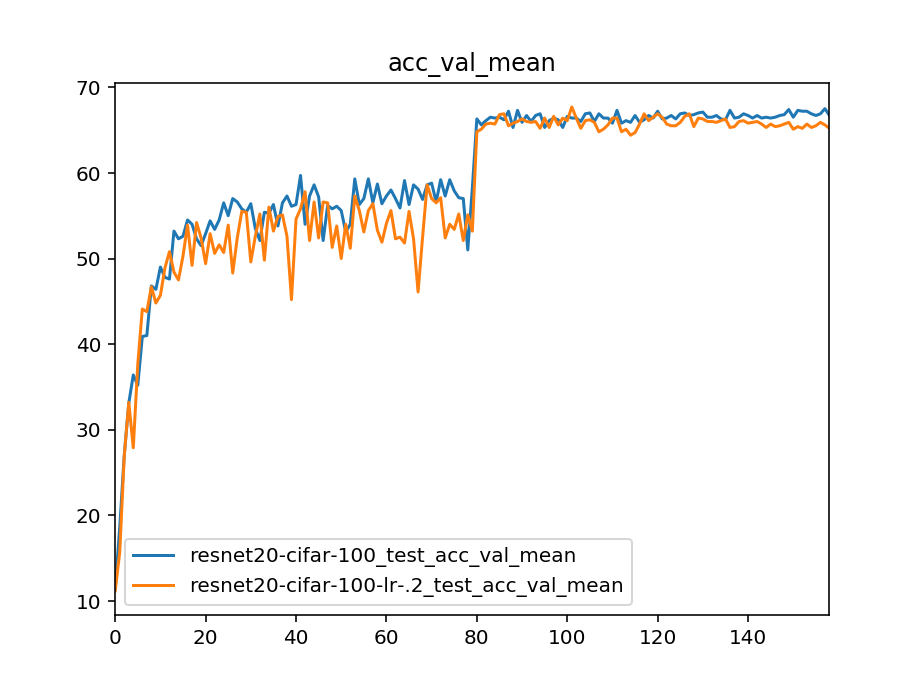 acc_val_mean
70
60
50
40
30
20
10
resnet20-cifar-100_test_acc_val_mean
resnet20-cifar-100-lr-.2_test_acc_val_mean
0 20 40 60 80 100 120 140